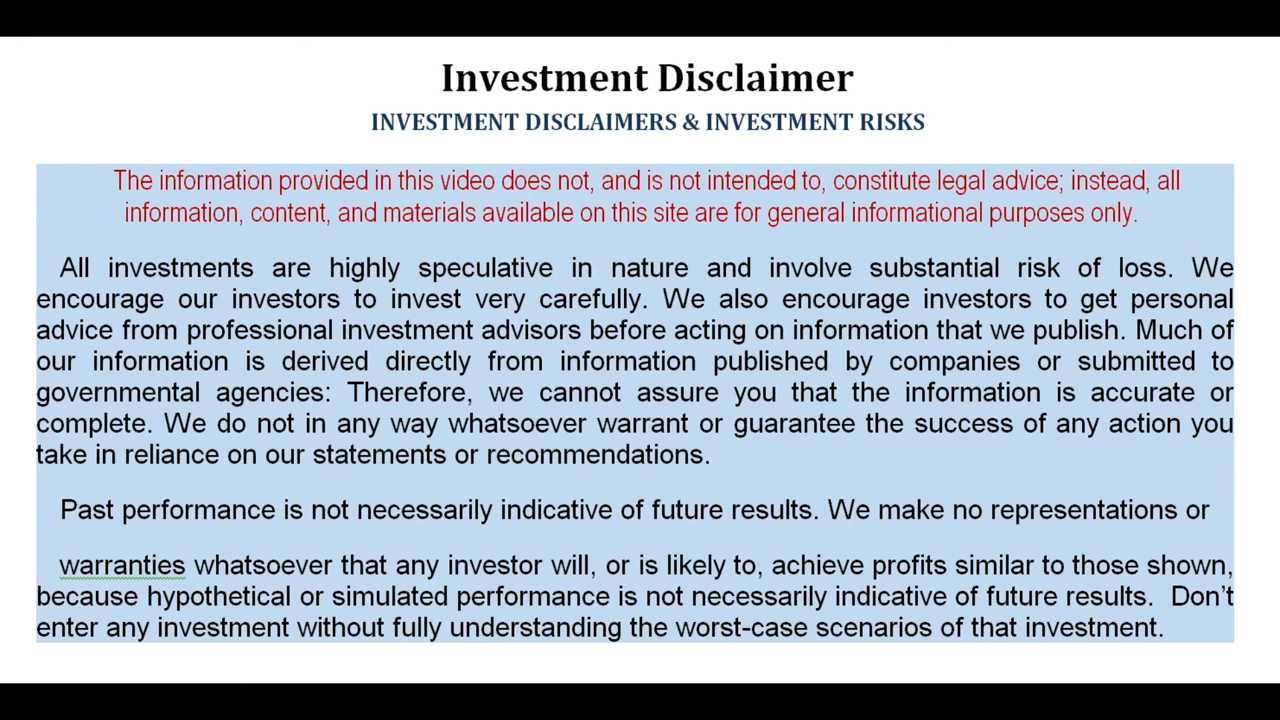 Investment Disclaimer
INVESTMENT DISCLAIMERS & INVESTMENT RISKS
The information provided in this video does not, and is not intended to, constitute legal advice; instead, all
information, content, and materials available on this site are for general informational purposes only.
All investments are highly speculative in nature and involve substantial risk of loss. We
encourage our investors to invest very carefully. We also encourage investors to get personal
advice from professional investment advisors before acting on information that we publish. Much of
our information is derived directly from information published by companies or submitted to
governmental agencies: Therefore, we cannot assure you that the information is accurate or
complete. We do not in any way whatsoever warrant or guarantee the success of any action you
take in reliance on our statements or recommendations.
Past performance is not necessarily indicative of future results. We make no representations or
warranties whatsoever that any investor will, or is likely to, achieve profits similar to those shown,
because hypothetical or simulated performance is not necessarily indicative of future results.  Don’t
enter any investment without fully understanding the worst-case scenarios of that investment.